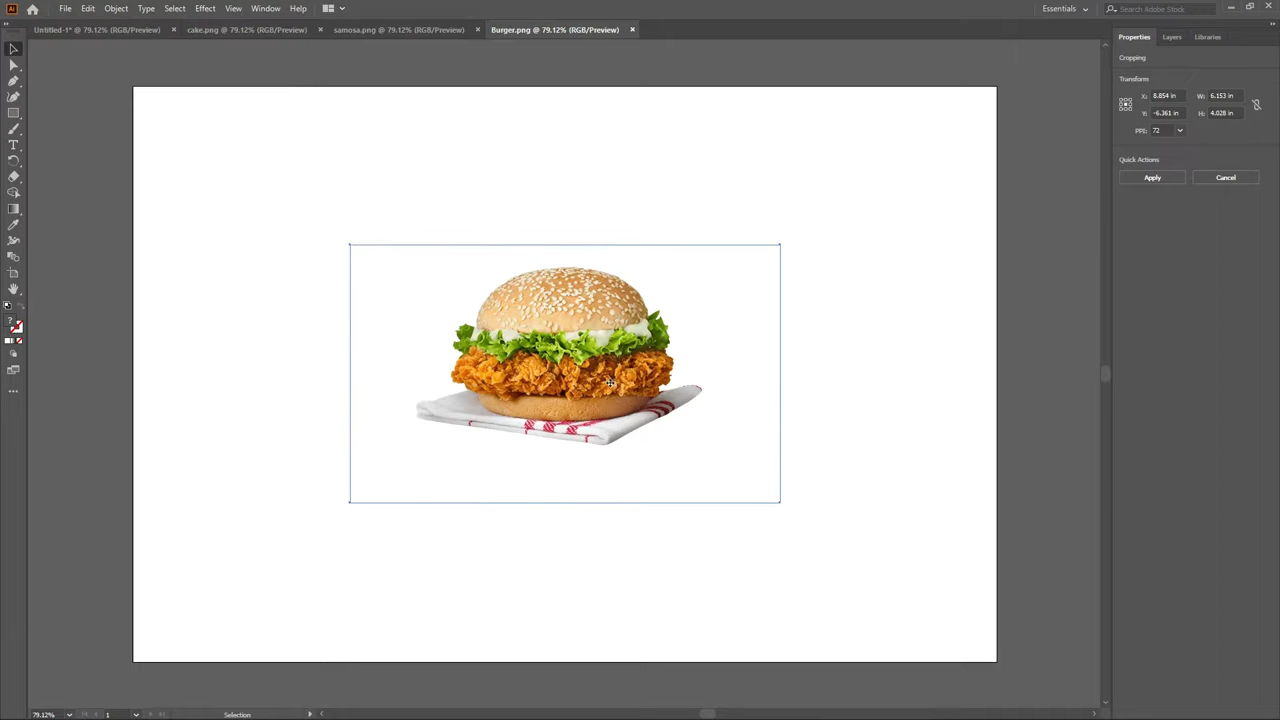 Ai File Edit Object Type Select Effect View Window Help Essentials Search Adobe Stock
Untitled-1* @ 79.12% (RGB/Preview) cake.png @ 79.12% (RGB/Preview) samosa.png @ 79.12% (RGB/Preview) Burger.png @ 79.12% (RGB/Preview)
Properties Layers Libraries
Cropping
Transform
X: 8.854 in W: 6.153 in
Y: -6.361 in H: 4.028 in
PPI: 72
Quick Actions
Apply Cancel
T
?
79.12% 1 Selection